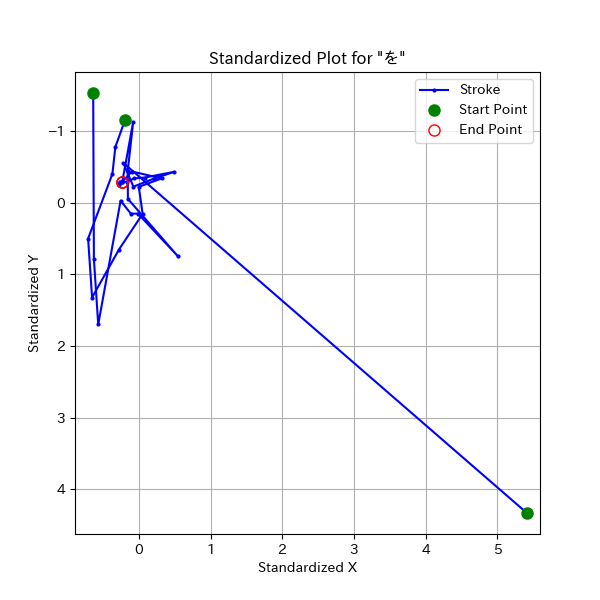 Standardized Plot for "を"
Stroke
Start Point
End Point
Standardized Y
−1
0
1
2
3
4
0 1 2 3 4 5
Standardized X